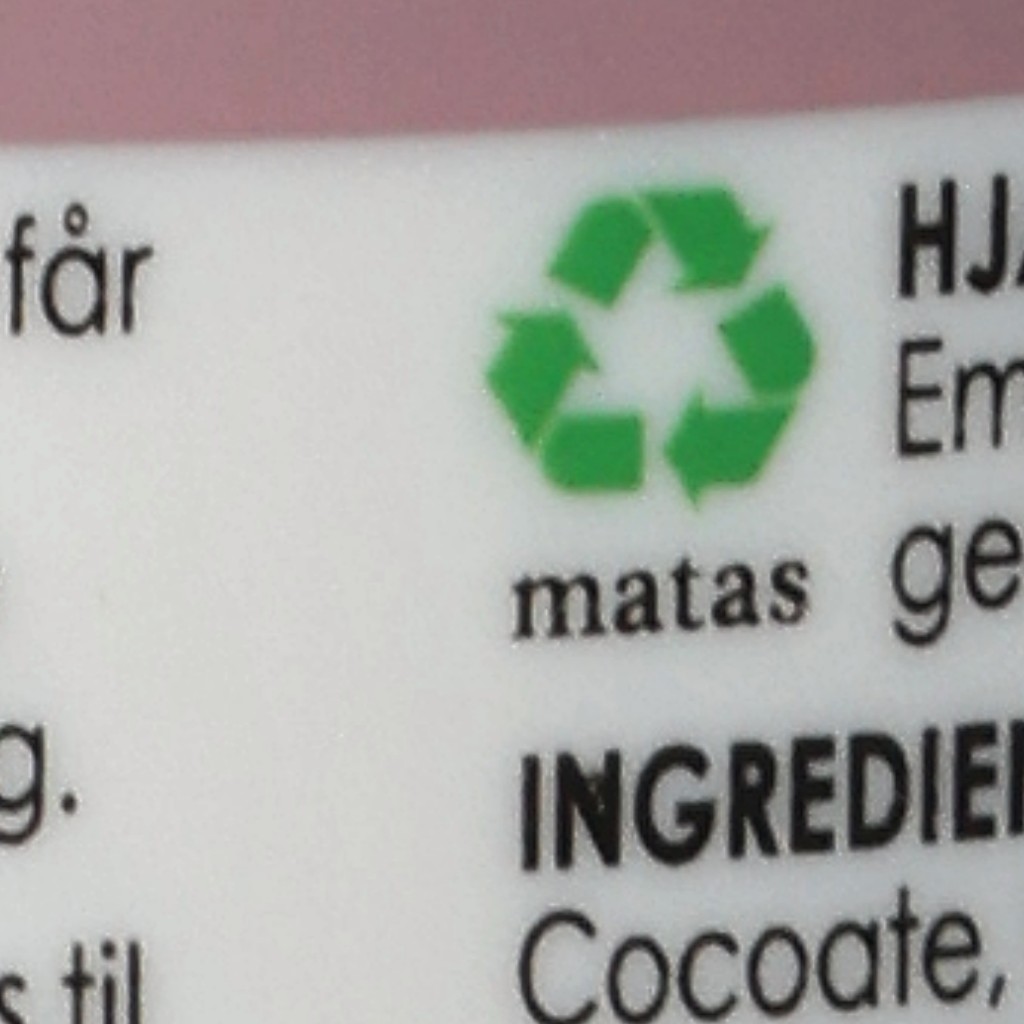 får
g.
s til
matas
HJ
Em
ge
INGREDIE
Cocoate,